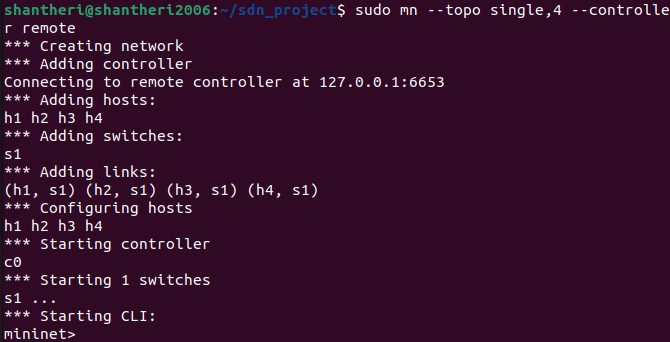 shantheri@shantheri2006:~/sdn_project$ sudo mn --topo single,4 --controlle
r remote
*** Creating network
*** Adding controller
Connecting to remote controller at 127.0.0.1:6653
*** Adding hosts:
h1 h2 h3 h4
*** Adding switches:
s1
*** Adding links:
(h1, s1) (h2, s1) (h3, s1) (h4, s1)
*** Configuring hosts
h1 h2 h3 h4
*** Starting controller
c0
*** Starting 1 switches
s1 ...
*** Starting CLI:
mininet>